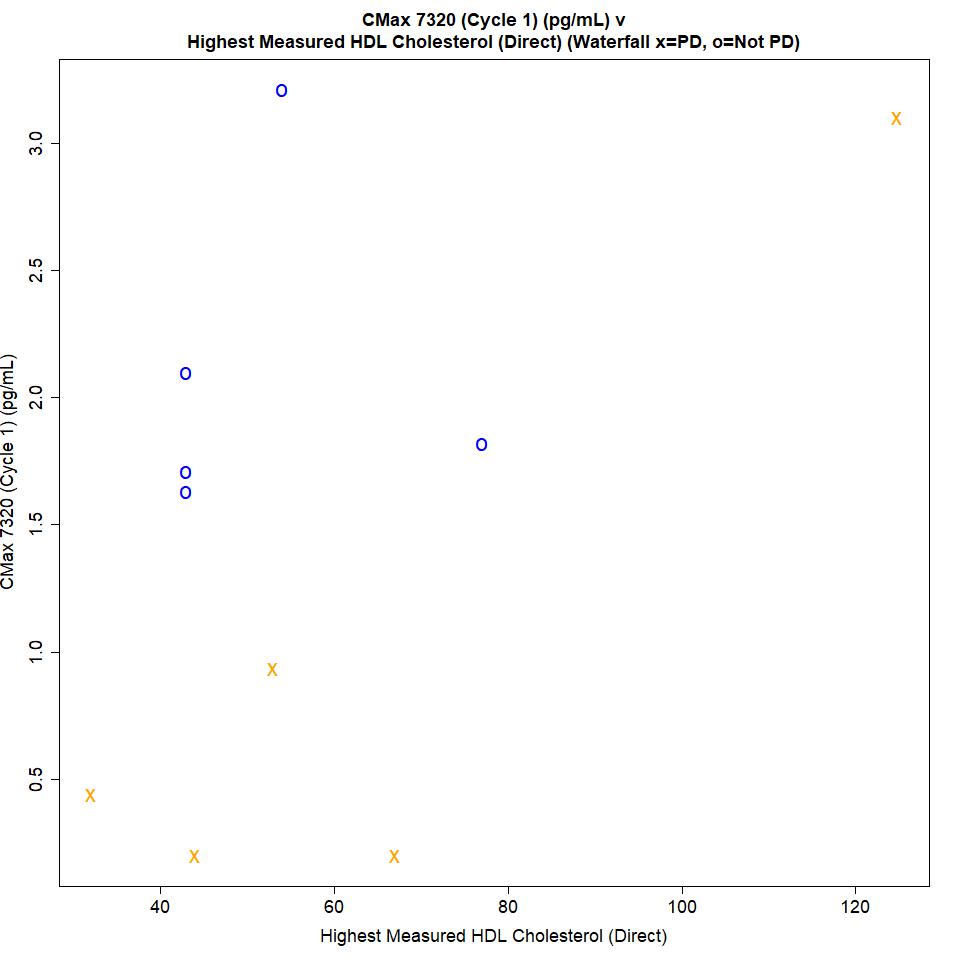 CMax 7320 (Cycle 1) (pg/mL) v
Highest Measured HDL Cholesterol (Direct) (Waterfall x=PD, o=Not PD)
CMax 7320 (Cycle 1) (pg/mL)
3.0
2.5
2.0
1.5
1.0
0.5
o
x
o
o
o
o
x
x
x
x
40
60
80
100
120
Highest Measured HDL Cholesterol (Direct)